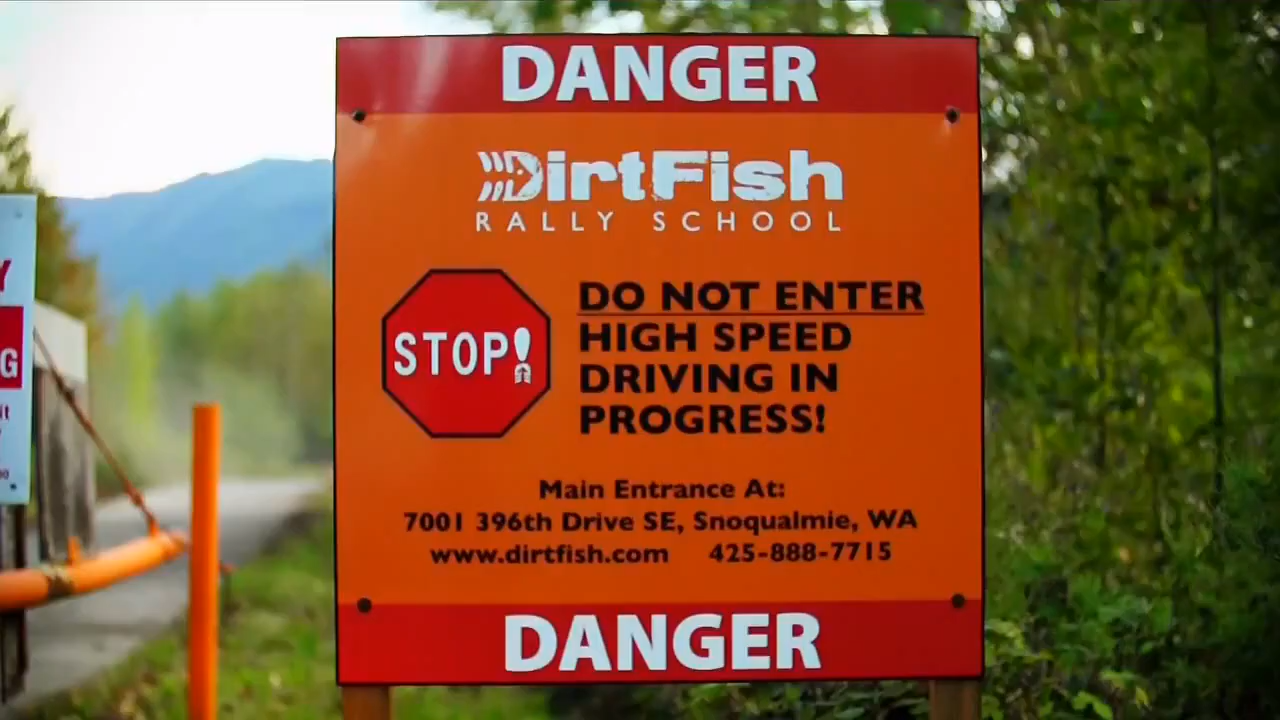 DANGER
DirtFish
RALLY SCHOOL
STOP!
DO NOT ENTER
HIGH SPEED
DRIVING IN
PROGRESS!
Main Entrance At:
7001 396th Drive SE, Snoqualmie, WA
www.dirtfish.com 425-888-7715
DANGER